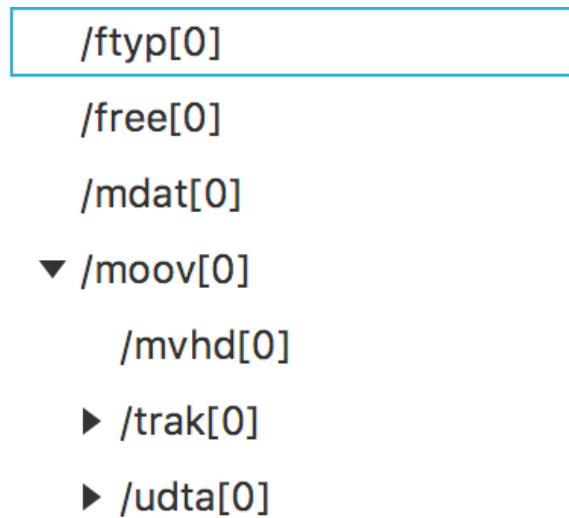 /ftyp[0]
/free[0]
/mdat[0]
/moov[0]
/mvhd[0]
/trak[0]
/udta[0]